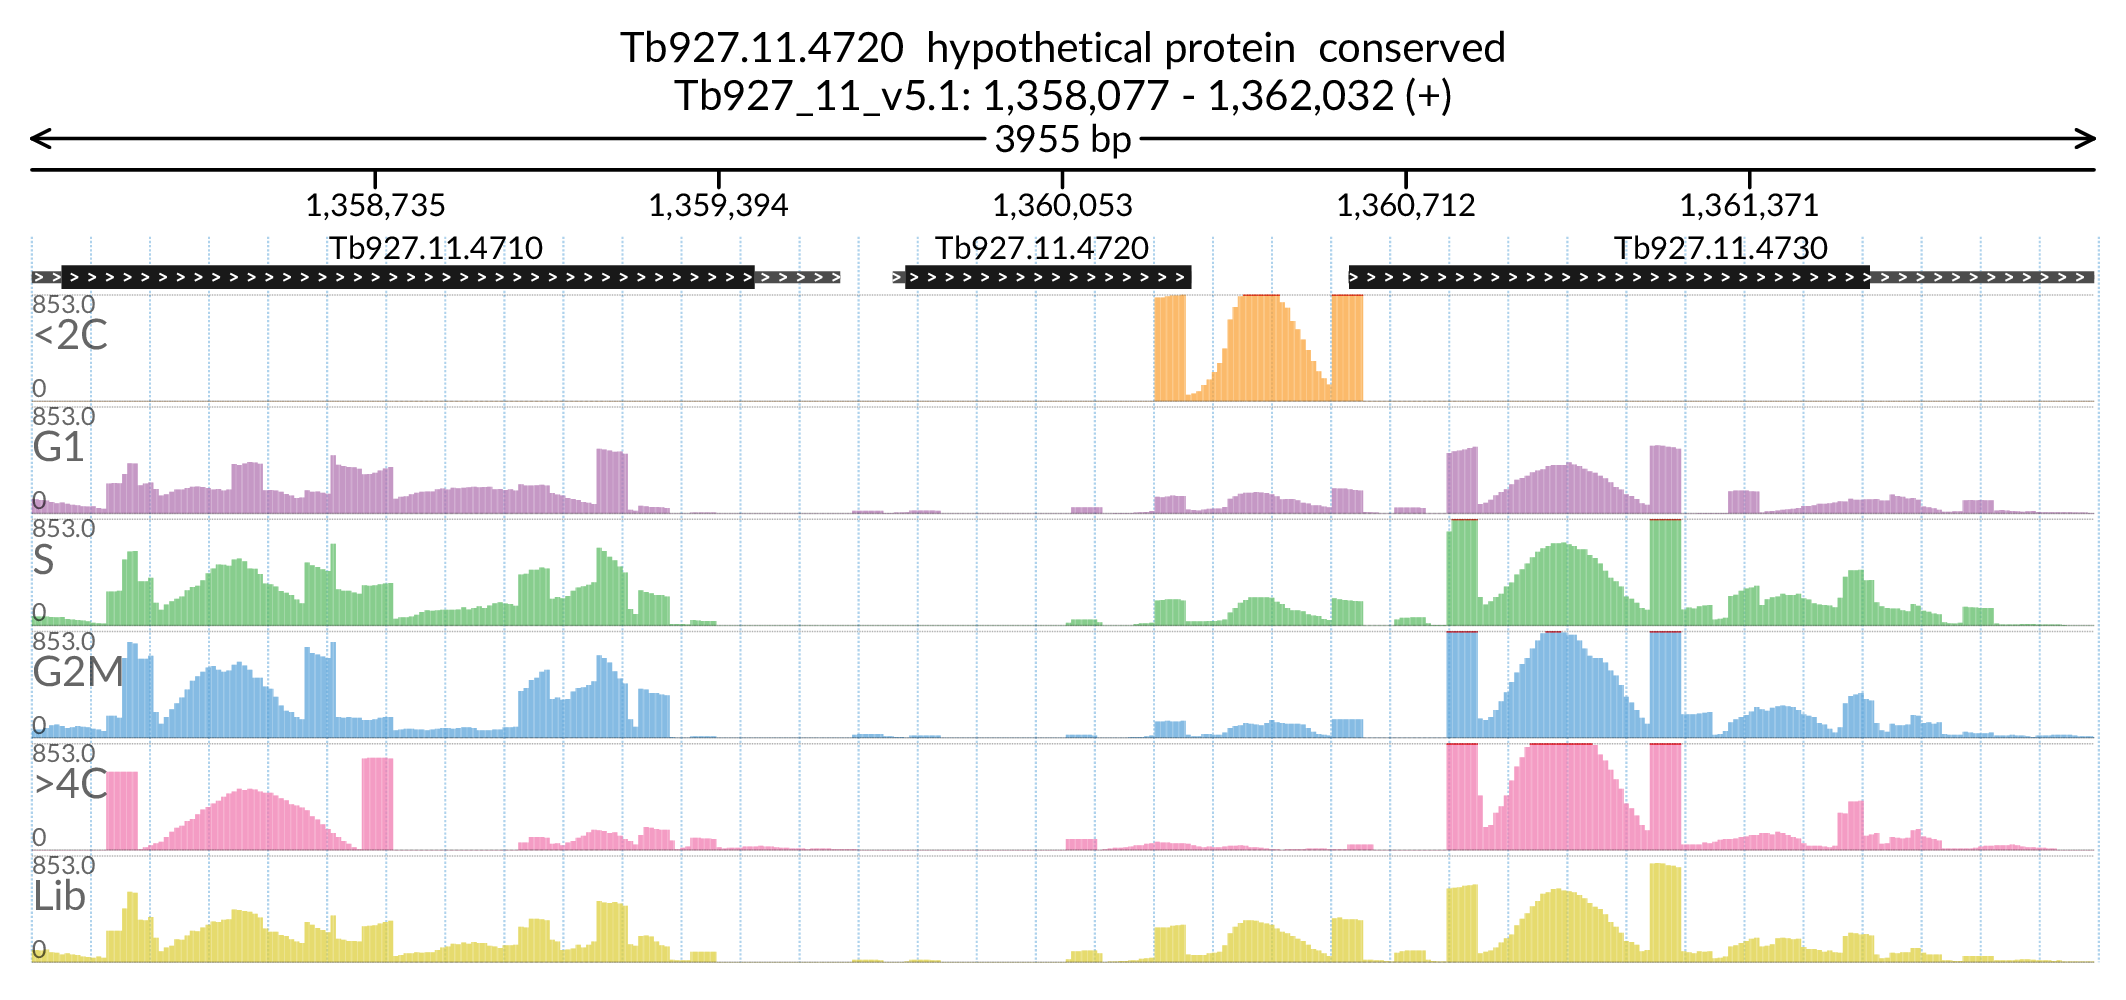 Tb927.11.4720 hypothetical protein conserved
Tb927_11_v5.1: 1,358,077 - 1,362,032 (+)
3955 bp
1,358,735 1,359,394 1,360,053 1,360,712 1,361,371
Tb927.11.4710 Tb927.11.4720 Tb927.11.4730
853.0
<2C
0
853.0
G1
0
853.0
S
0
853.0
G2M
0
853.0
>4C
0
853.0
Lib
0